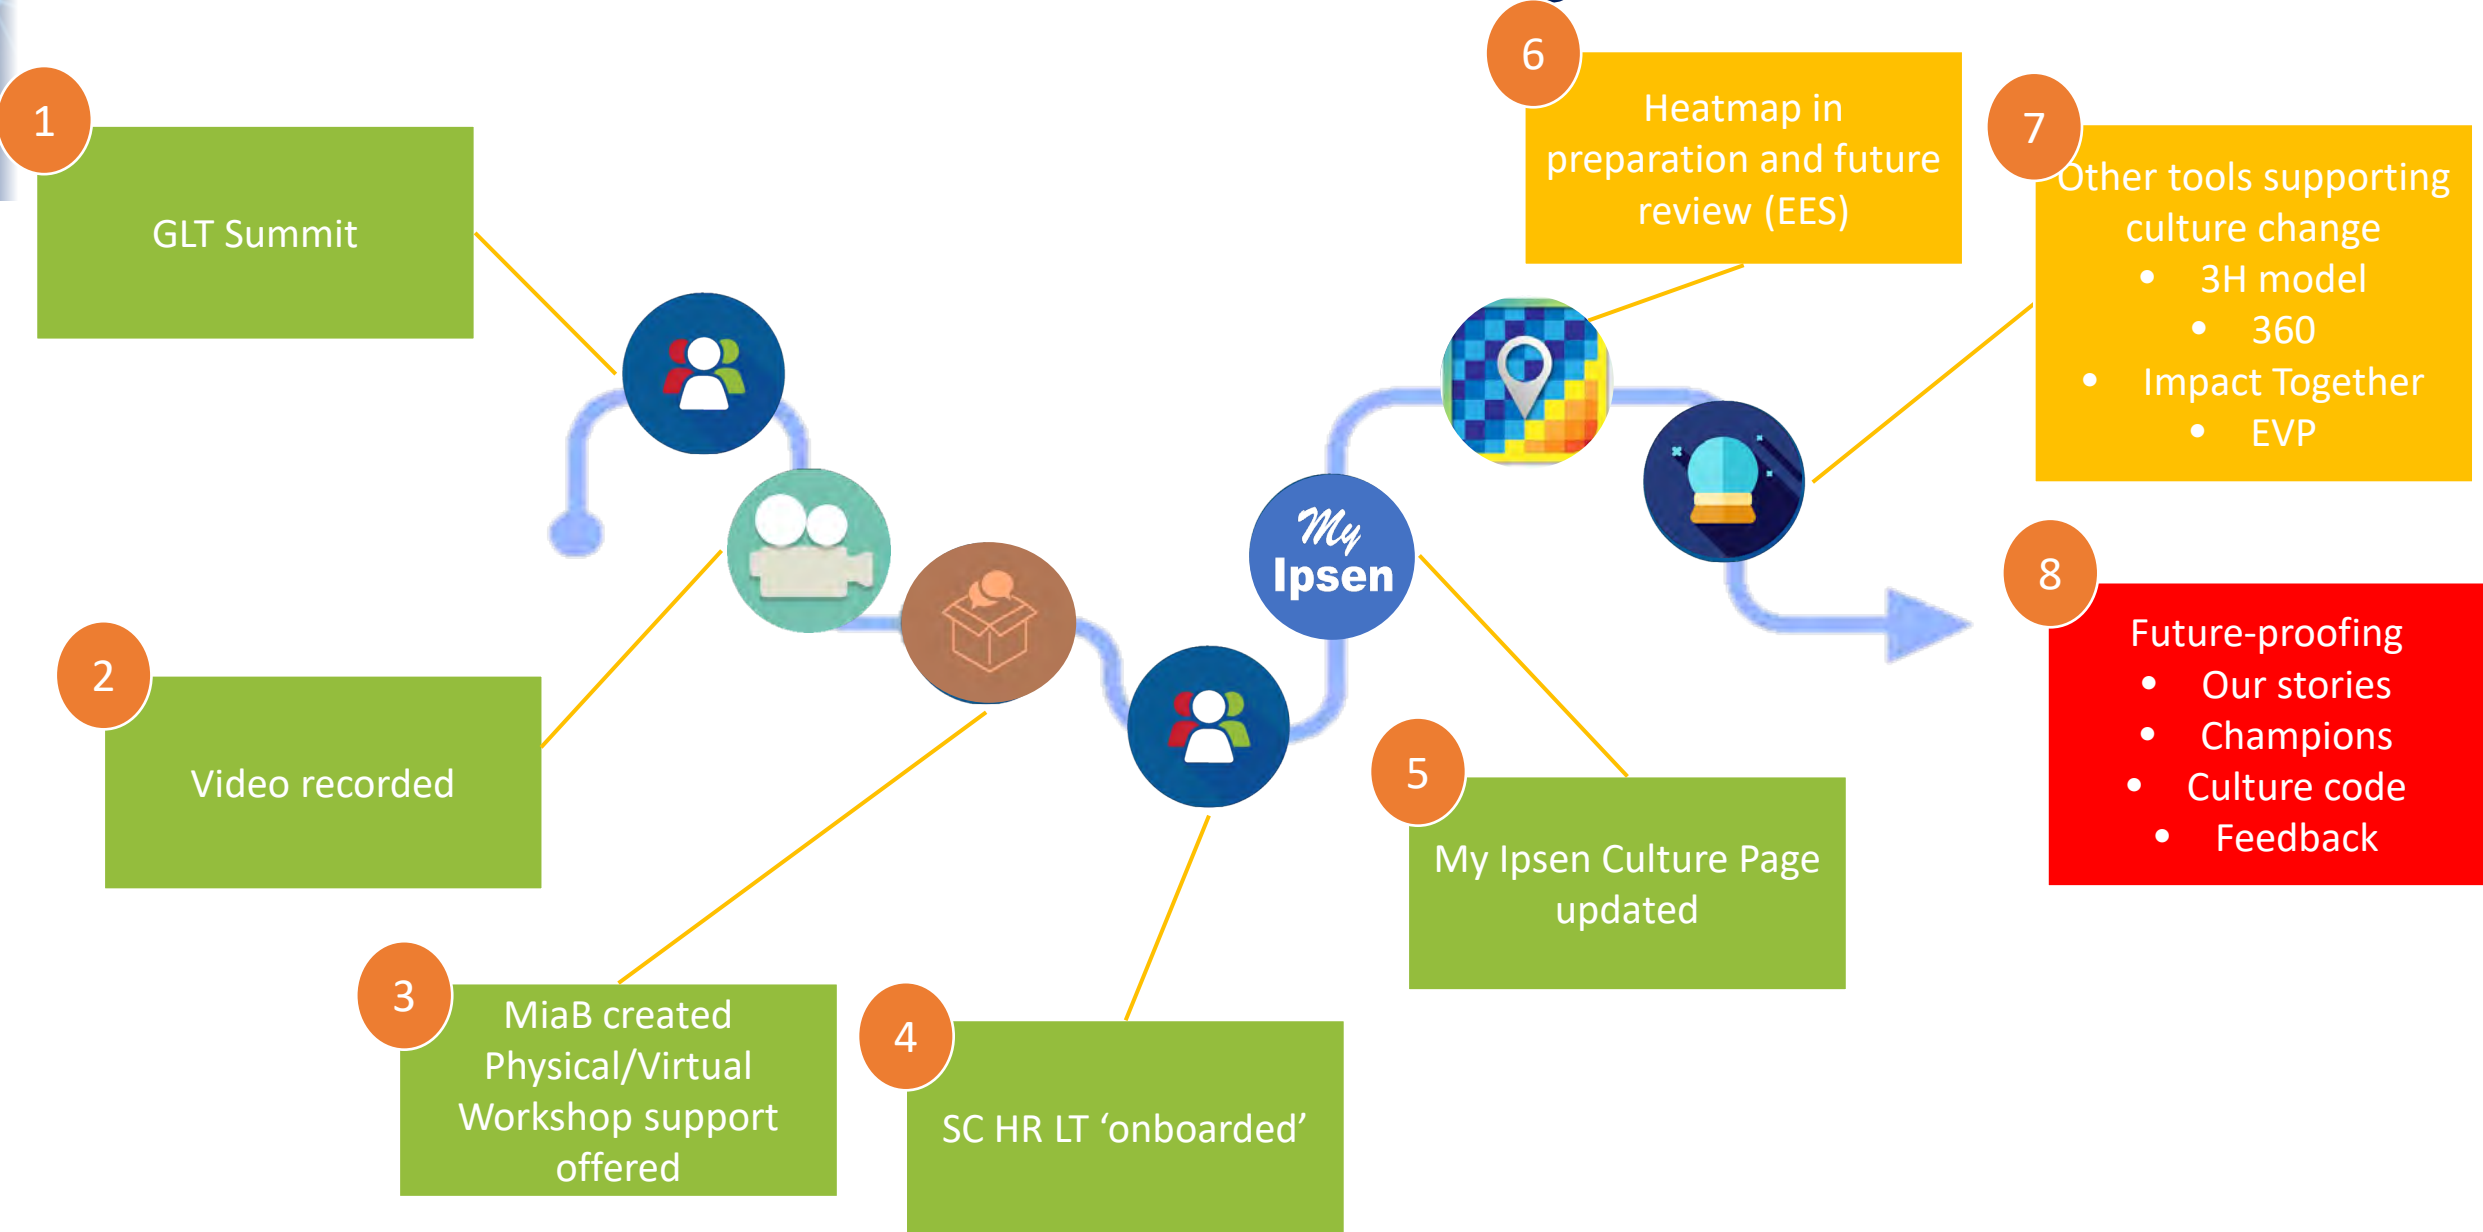 1
GLT Summit
2
Video recorded
3
MiaB created
Physical/Virtual
Workshop support
offered
4
SC HR LT ‘onboarded’
My
Ipsen
5
My Ipsen Culture Page
updated
6
Heatmap in
preparation and future
review (EES)
7
Other tools supporting
culture change
• 3H model
• 360
• Impact Together
• EVP
8
Future-proofing
• Our stories
• Champions
• Culture code
• Feedback